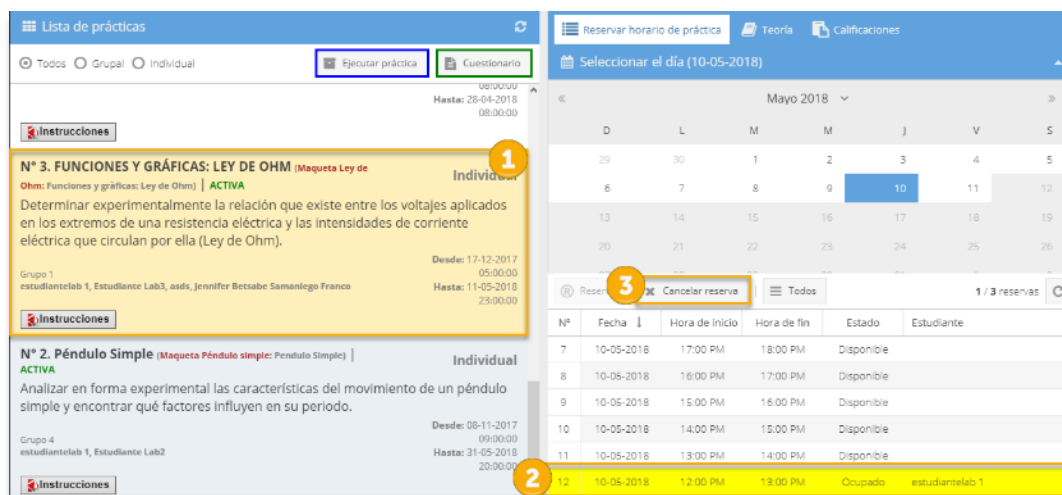 Lista de prácticas
Todos Grupal Individual Ejecutar práctica Cuestionario
08:00:00
Hasta: 28-04-2018
08:00:00
Instrucciones
1
N° 3. FUNCIONES Y GRÁFICAS: LEY DE OHM (Maqueta Ley de
Ohm: Funciones y gráficas: Ley de Ohm) | ACTIVA
Individual
Determinar experimentalmente la relación que existe entre los voltajes aplicados
en los extremos de una resistencia eléctrica y las intensidades de corriente
eléctrica que circulan por ella (Ley de Ohm).
Desde: 17-12-2017
05:00:00
Grupo 1
estudiantelab 1, Estudiante Lab3, asds, Jennifer Betsabe Samaniego Franco
Hasta: 11-05-2018
23:00:00
Instrucciones
N° 2. Péndulo Simple (Maqueta Péndulo simple: Pendulo Simple) |
ACTIVA
Individual
Analizar en forma experimental las características del movimiento de un péndulo
simple y encontrar qué factores influyen en su periodo.
Desde: 08-11-2017
09:00:00
Grupo 4
estudiantelab 1, Estudiante Lab2
Hasta: 31-05-2018
20:00:00
Instrucciones
Reservar horario de práctica Teoría Calificaciones
Seleccionar el día (10-05-2018)
« Mayo 2018 »
D L M M J V S
29 30 1 2 3 4 5
6 7 8 9 10 11 12
13 14 15 16 17 18 19
20 21 22 23 24 25 26
3
Cancelar reserva Todos 1 / 3 reservas
N° Fecha Hora de inicio Hora de fin Estado Estudiante
7 10-05-2018 17:00 PM 18:00 PM Disponible
8 10-05-2018 16:00 PM 17:00 PM Disponible
9 10-05-2018 15:00 PM 16:00 PM Disponible
10 10-05-2018 14:00 PM 15:00 PM Disponible
11 10-05-2018 13:00 PM 14:00 PM Disponible
2
12 10-05-2018 12:00 PM 13:00 PM Ocupado estudiantelab 1